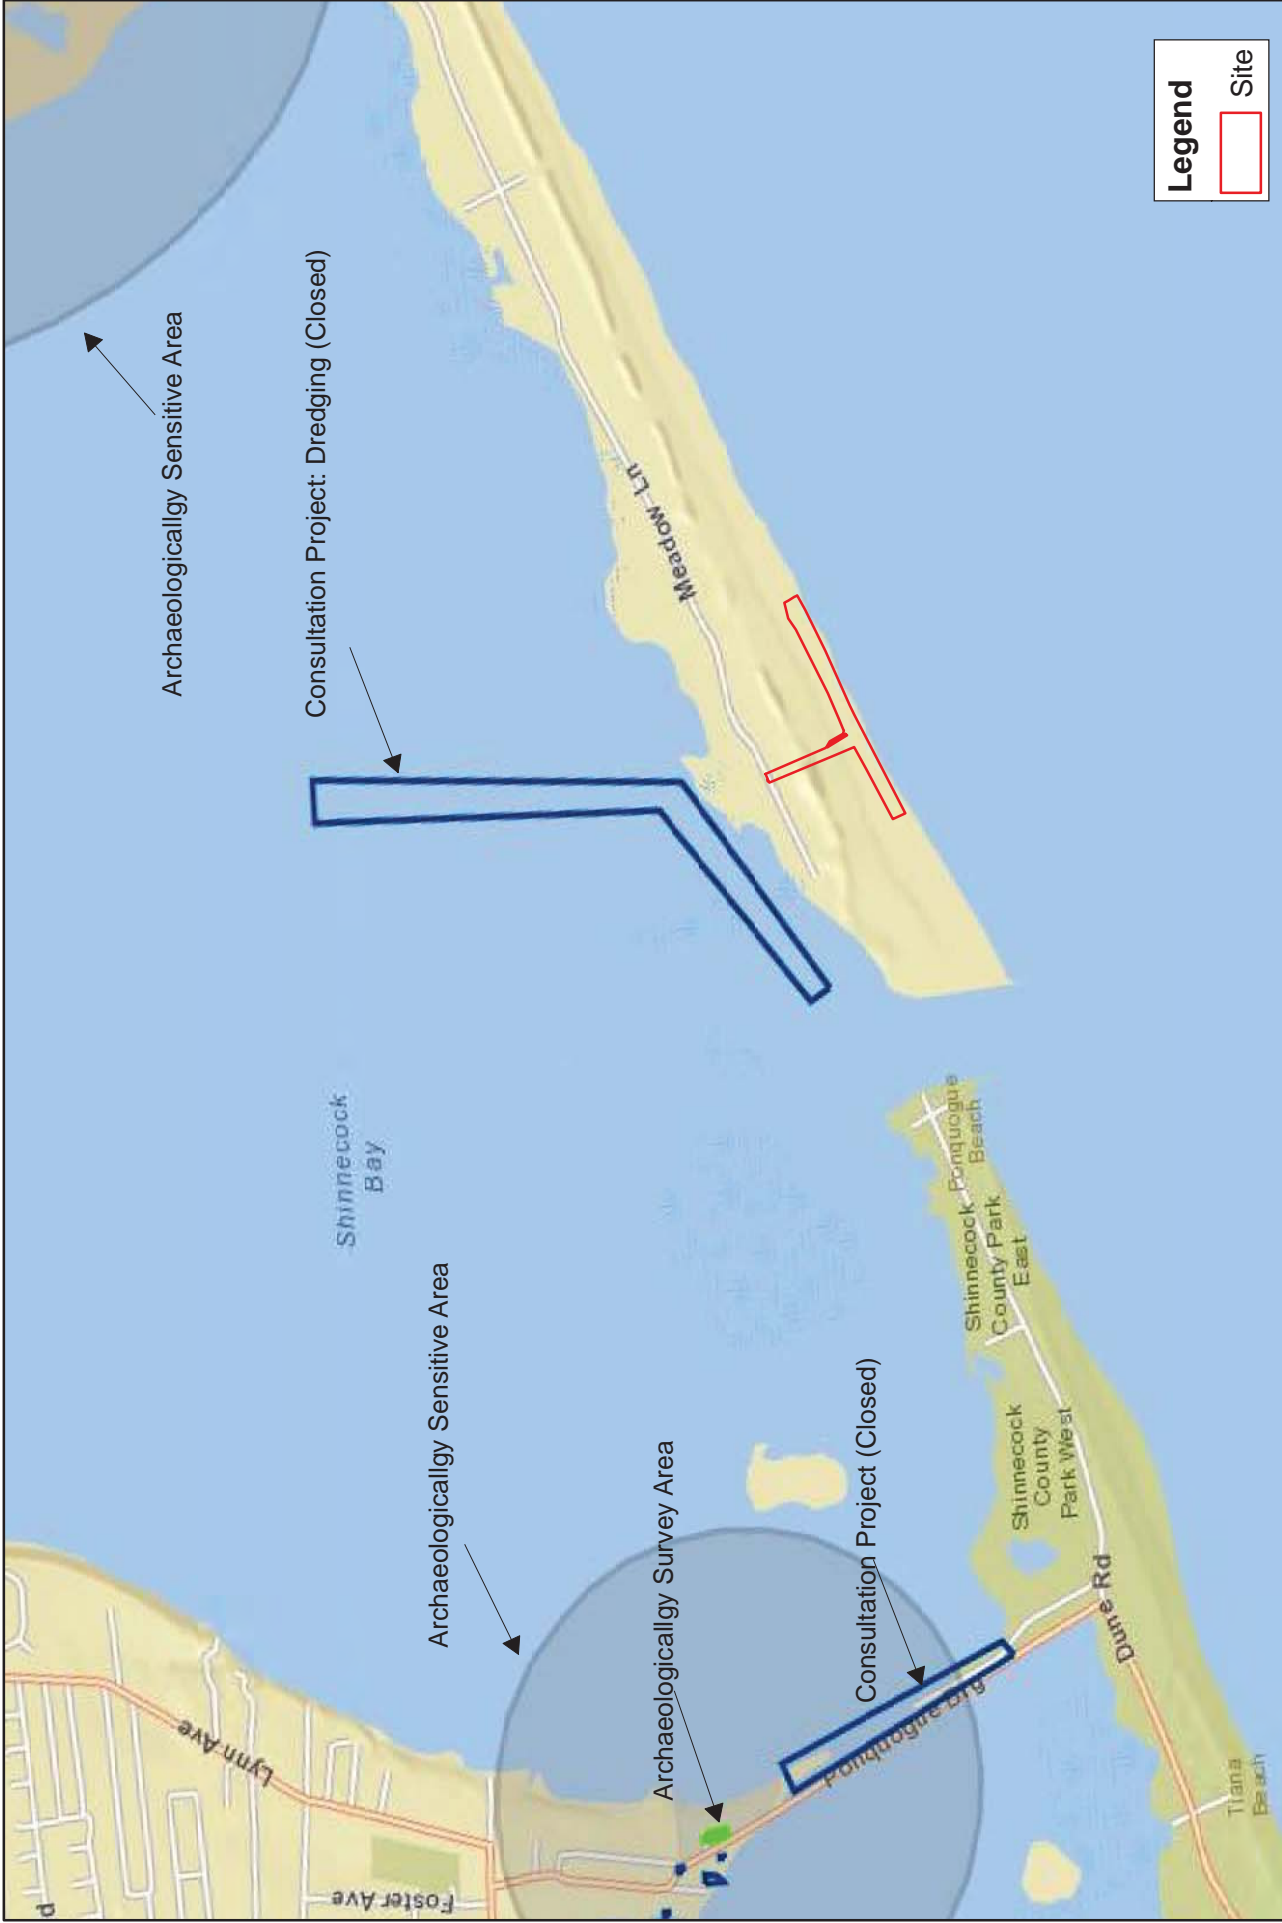 Archaeologicallgy Sensitive Area
Consultation Project: Dredging (Closed)
Meadow Ln
Legend
Site
Shinnecock
Bay
Archaeologicallgy Sensitive Area
Archaeologicallgy Survey Area
Consultation Project (Closed)
Lynn Ave
Foster Ave
d
Ponquogue Brg
Dune Rd
Shinnecock
County
Park West
Shinnecock
County Park
East
Ponquogue
Beach
Tiana
Beach